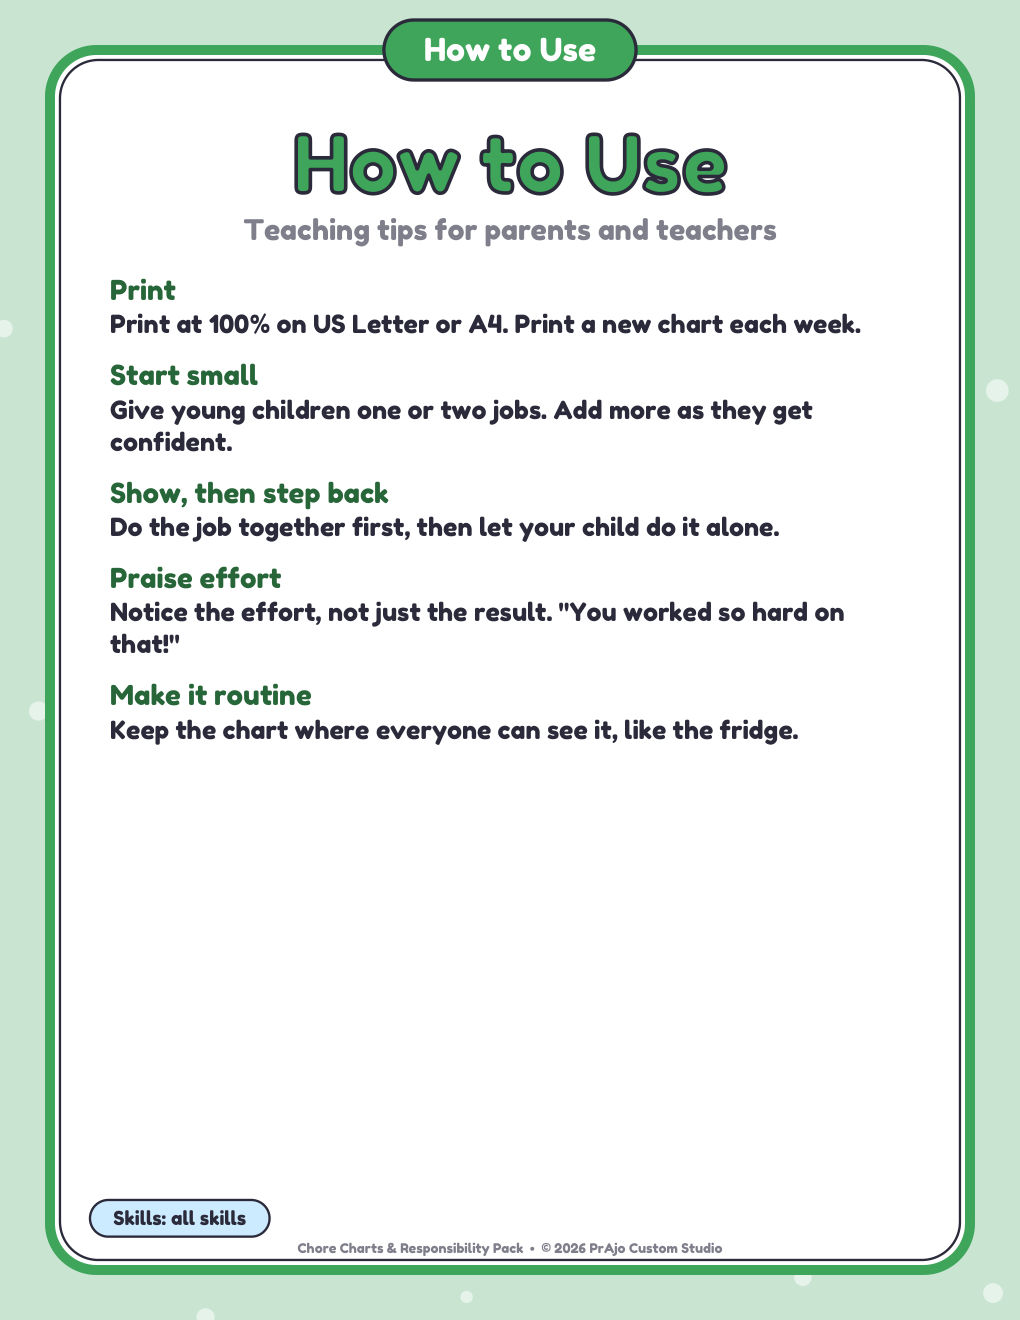 How to Use
How to Use
Teaching tips for parents and teachers
Print
Print at 100% on US Letter or A4. Print a new chart each week.
Start small
Give young children one or two jobs. Add more as they get
confident.
Show, then step back
Do the job together first, then let your child do it alone.
Praise effort
Notice the effort, not just the result. "You worked so hard on
that!"
Make it routine
Keep the chart where everyone can see it, like the fridge.
Skills: all skills
Chore Charts & Responsibility Pack • © 2026 PrAjo Custom Studio